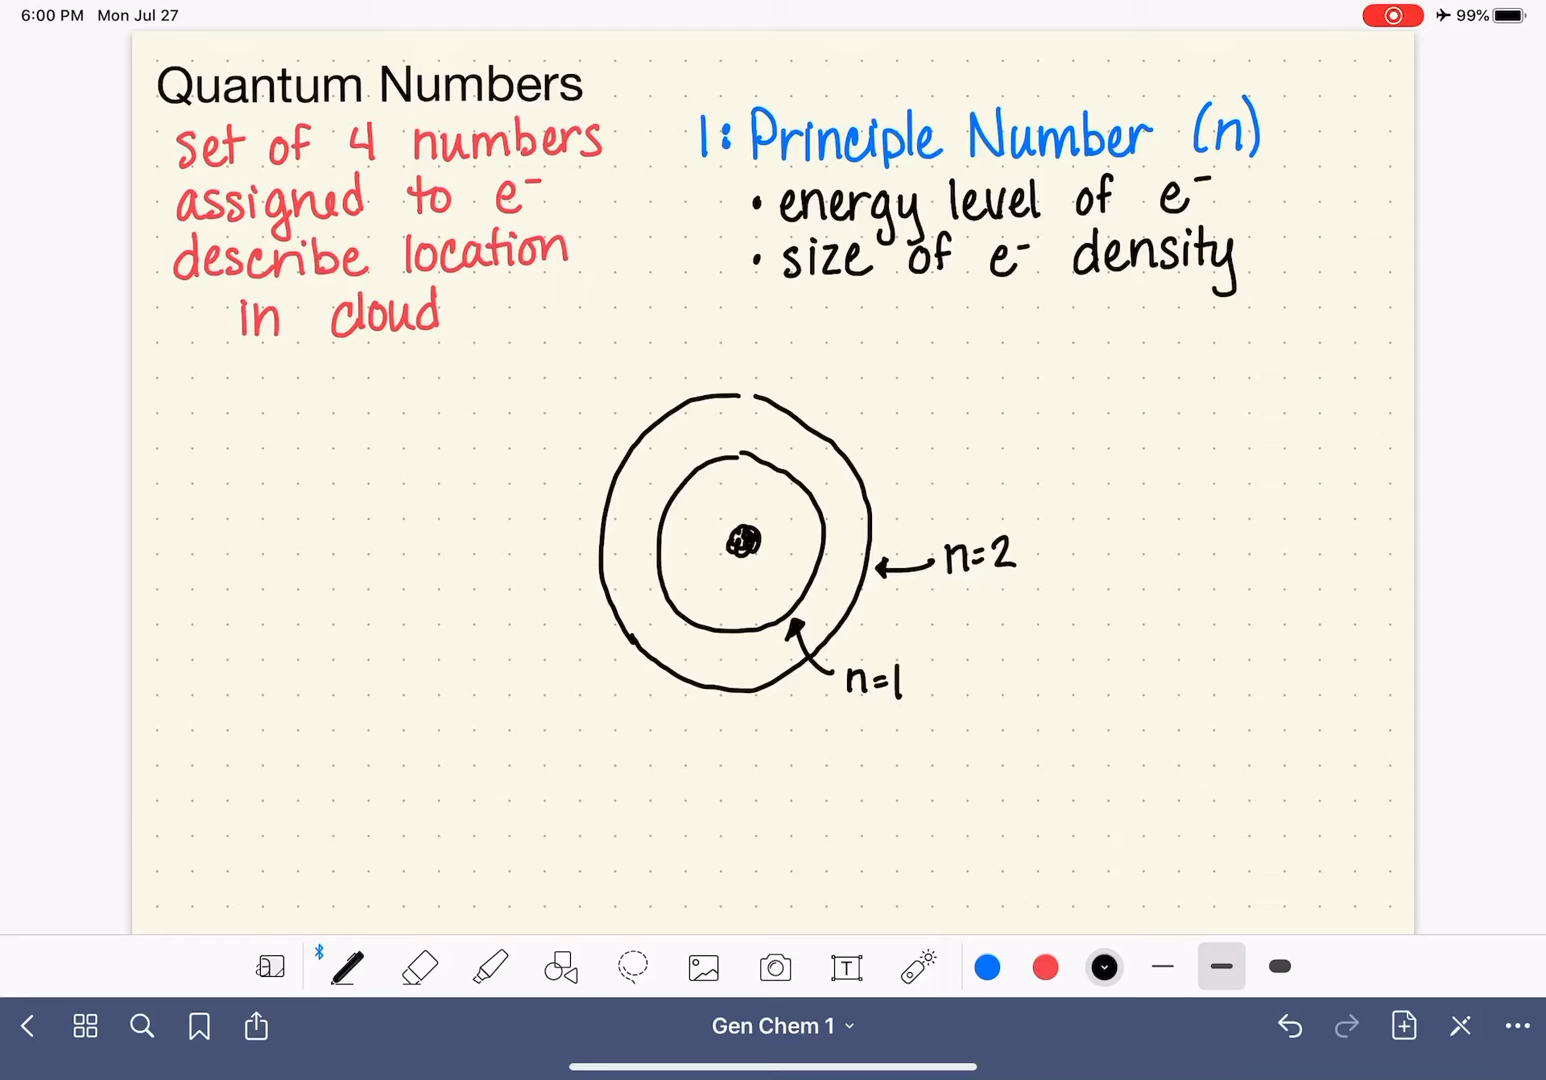 6:00 PM Mon Jul 27
99%
Quantum Numbers
set of 4 numbers
assigned to e⁻
describe location
in cloud
1: Principle Number (n)
• energy level of e⁻
• size of e⁻ density
n=2
n=1
T
Gen Chem 1